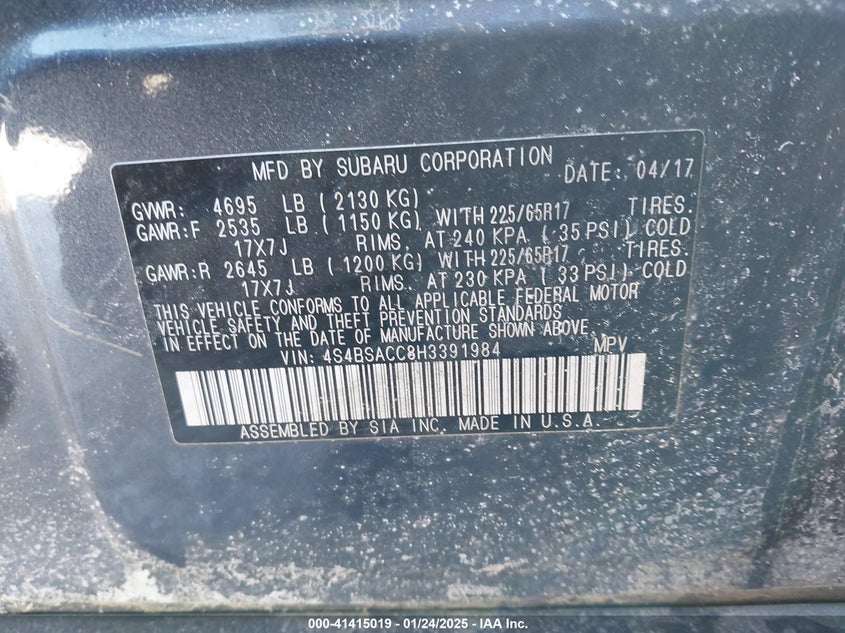 MFD BY SUBARU CORPORATION DATE: 04/17
GVWR: 4695 LB ( 2130 KG)
GAWR:F 2535 LB ( 1150 KG) WITH 225/65R17 TIRES.
17X7J RIMS, AT 240 KPA ( 35 PSI) COLD
GAWR:R 2645 LB ( 1200 KG) WITH 225/65R17 TIRES.
17X7J RIMS, AT 230 KPA ( 33 PSI) COLD
THIS VEHICLE CONFORMS TO ALL APPLICABLE FEDERAL MOTOR
VEHICLE SAFETY AND THEFT PREVENTION STANDARDS
IN EFFECT ON THE DATE OF MANUFACTURE SHOWN ABOVE.
VIN: 4S4BSACC8H3391984 MPV
ASSEMBLED BY SIA INC. MADE IN U.S.A.
000-41415019 - 01/24/2025 - IAA Inc.